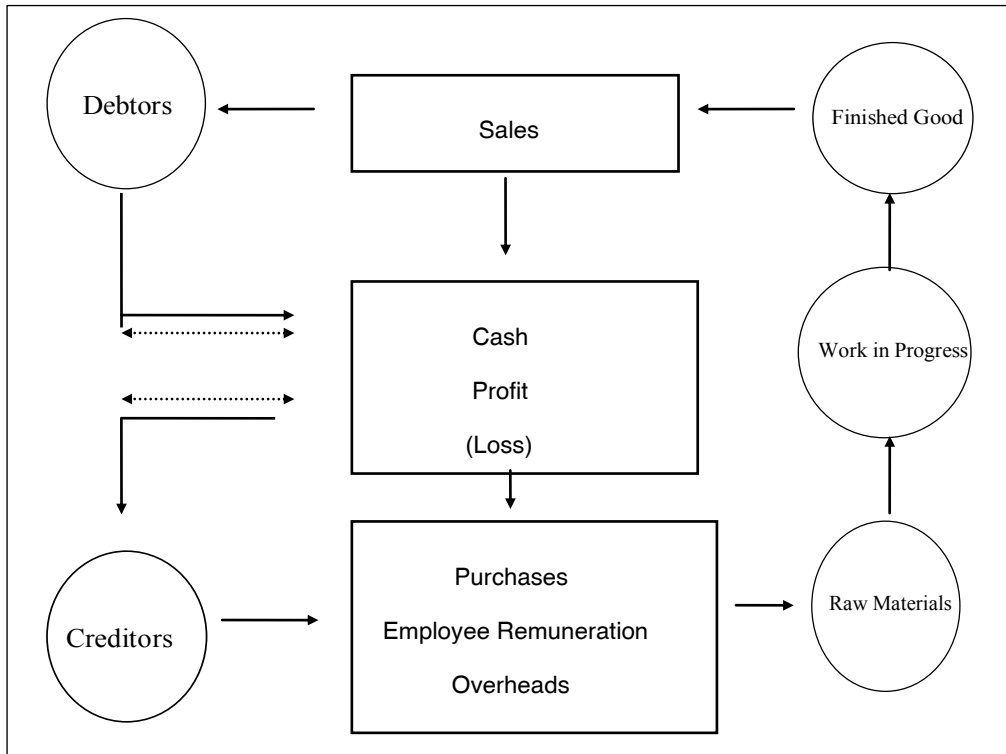 Debtors
Sales
Finished Good
Cash
Profit
(Loss)
Work in Progress
Purchases
Employee Remuneration
Overheads
Creditors
Raw Materials